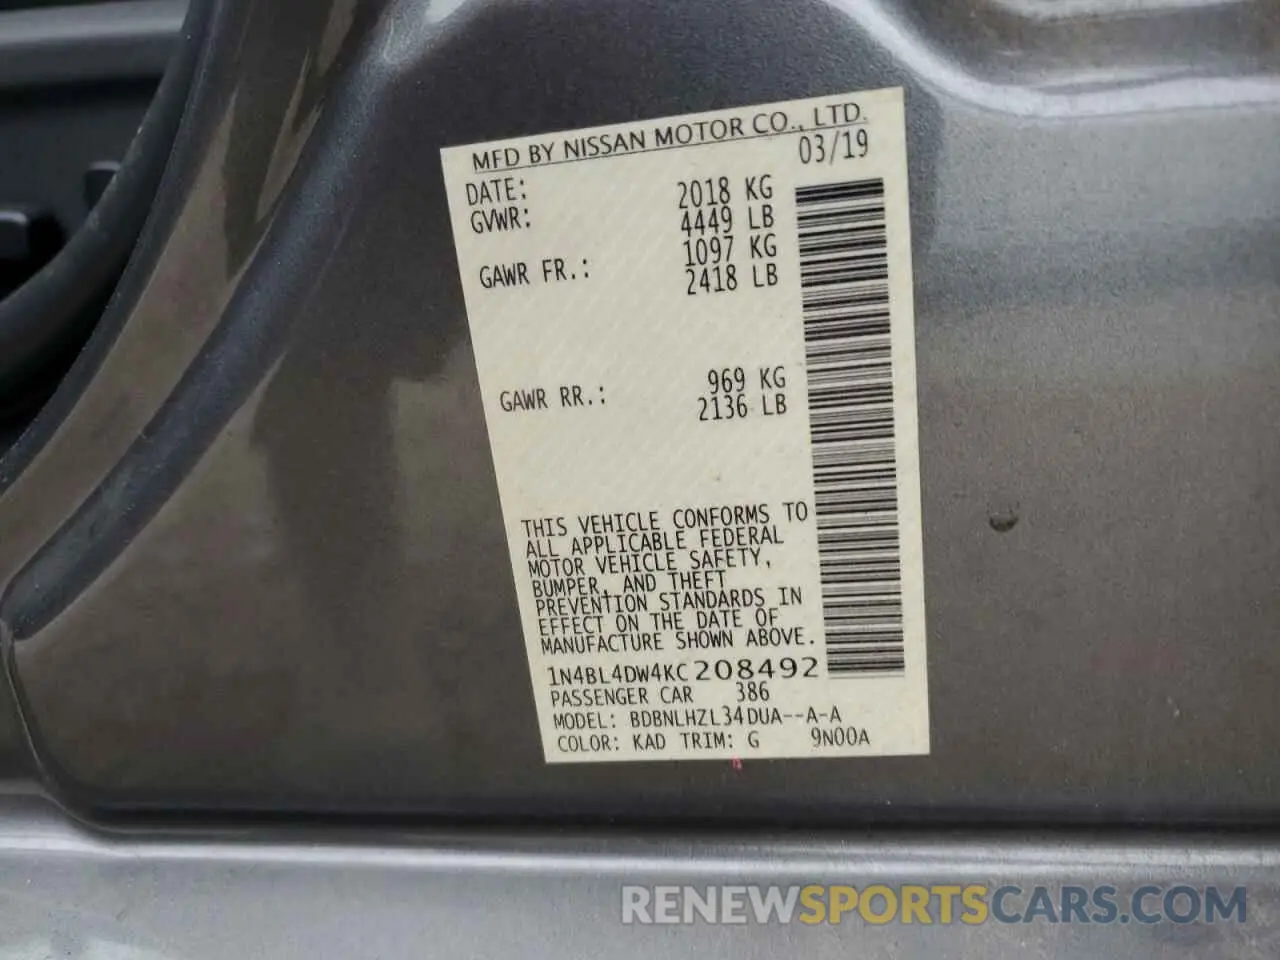 MFD BY NISSAN MOTOR CO., LTD.
DATE: 03/19
GVWR: 2018 KG
4449 LB
GAWR FR.: 1097 KG
2418 LB
GAWR RR.: 969 KG
2136 LB
THIS VEHICLE CONFORMS TO
ALL APPLICABLE FEDERAL
MOTOR VEHICLE SAFETY,
BUMPER, AND THEFT
PREVENTION STANDARDS IN
EFFECT ON THE DATE OF
MANUFACTURE SHOWN ABOVE.
1N4BL4DW4KC208492
PASSENGER CAR 386
MODEL: BDBNLHZL34DUA--A-A
COLOR: KAD TRIM: G 9N00A
RENEWSPORTSCARS.COM